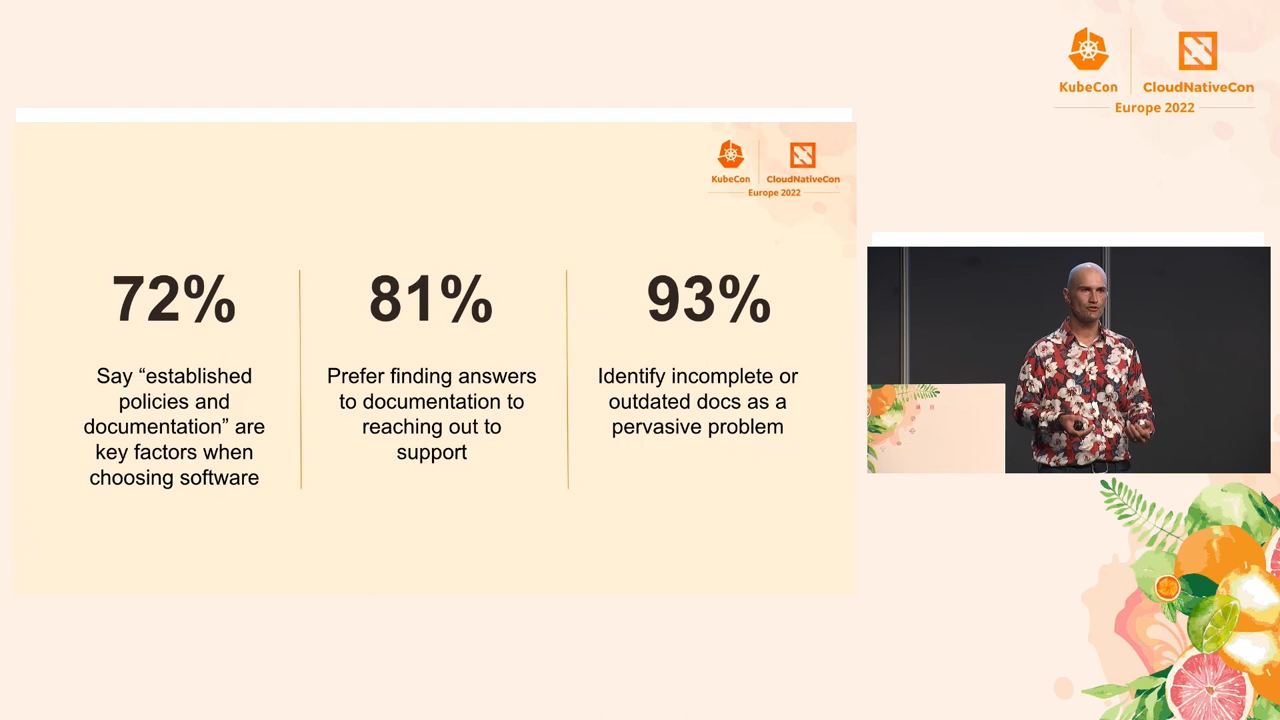 KubeCon
CloudNativeCon
Europe 2022
KubeCon
CloudNativeCon
Europe 2022
72%
Say “established
policies and
documentation” are
key factors when
choosing software
81%
Prefer finding answers
to documentation to
reaching out to
support
93%
Identify incomplete or
outdated docs as a
pervasive problem